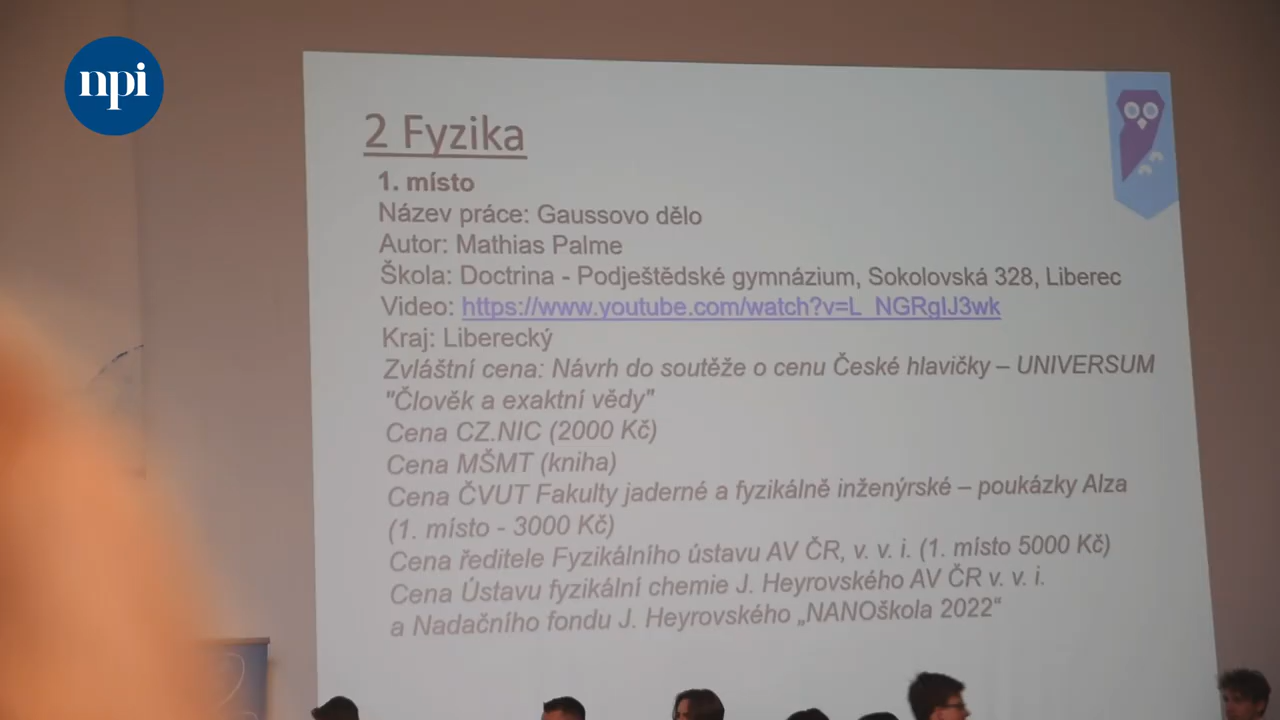 npi
2 Fyzika
1. místo
Název práce: Gaussovo dělo
Autor: Mathias Palme
Škola: Doctrina - Podještědské gymnázium, Sokolovská 328, Liberec
Video: https://www.youtube.com/watch?v=L_NGRgIJ3wk
Kraj: Liberecký
Zvláštní cena: Návrh do soutěže o cenu České hlavičky – UNIVERSUM
"Člověk a exaktní vědy"
Cena CZ.NIC (2000 Kč)
Cena MŠMT (kniha)
Cena ČVUT Fakulty jaderné a fyzikálně inženýrské – poukázky Alza
(1. místo - 3000 Kč)
Cena ředitele Fyzikálního ústavu AV ČR, v. v. i. (1. místo 5000 Kč)
Cena Ústavu fyzikální chemie J. Heyrovského AV ČR v. v. i.
a Nadačního fondu J. Heyrovského „NANOškola 2022“